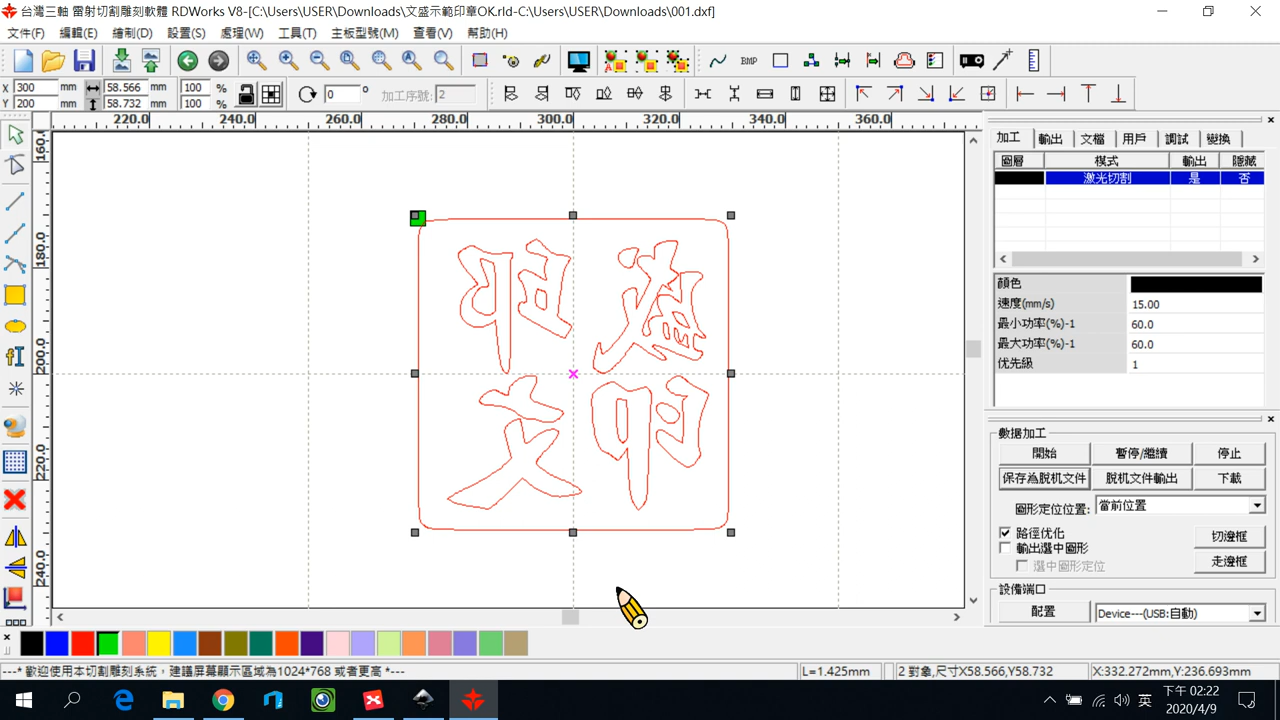 台灣三軸 雷射切割雕刻軟體 RDWorks V8-[C:\Users\USER\Downloads\文盛示範印章OK.rld-C:\Users\USER\Downloads\001.dxf]
文件(F) 編輯(E) 繪制(D) 設置(S) 處理(W) 工具(T) 主板型號(M) 查看(V) 幫助(H)
BMP
X 300 mm 58.566 mm 100 %
Y 200 mm 58.732 mm 100 %
0 ° 加工序號: 2
220.0 240.0 260.0 280.0 300.0 320.0 340.0 360.0
160.0
180.0
200.0
220.0
240.0
加工 輸出 文檔 用戶 調試 變換
圖層 模式 輸出 隱藏
激光切割 是 否
顏色
速度(mm/s) 15.00
最小功率(%)-1 60.0
最大功率(%)-1 60.0
优先級 1
數据加工
開始 暫停/繼續 停止
保存為脱机文件 脱机文件輸出 下載
圖形定位位置: 當前位置
路徑优化 切邊框
輸出選中圖形 走邊框
選中圖形定位
設備端口
配置 Device---(USB:自動)
---* 歡迎使用本切割雕刻系統，建議屏幕顯示區域為1024*768 或者更高 *---
L=1.425mm
2 對象,尺寸X58.566,Y58.732
X:332.272mm,Y:236.693mm
英
下午 02:22
2020/4/9